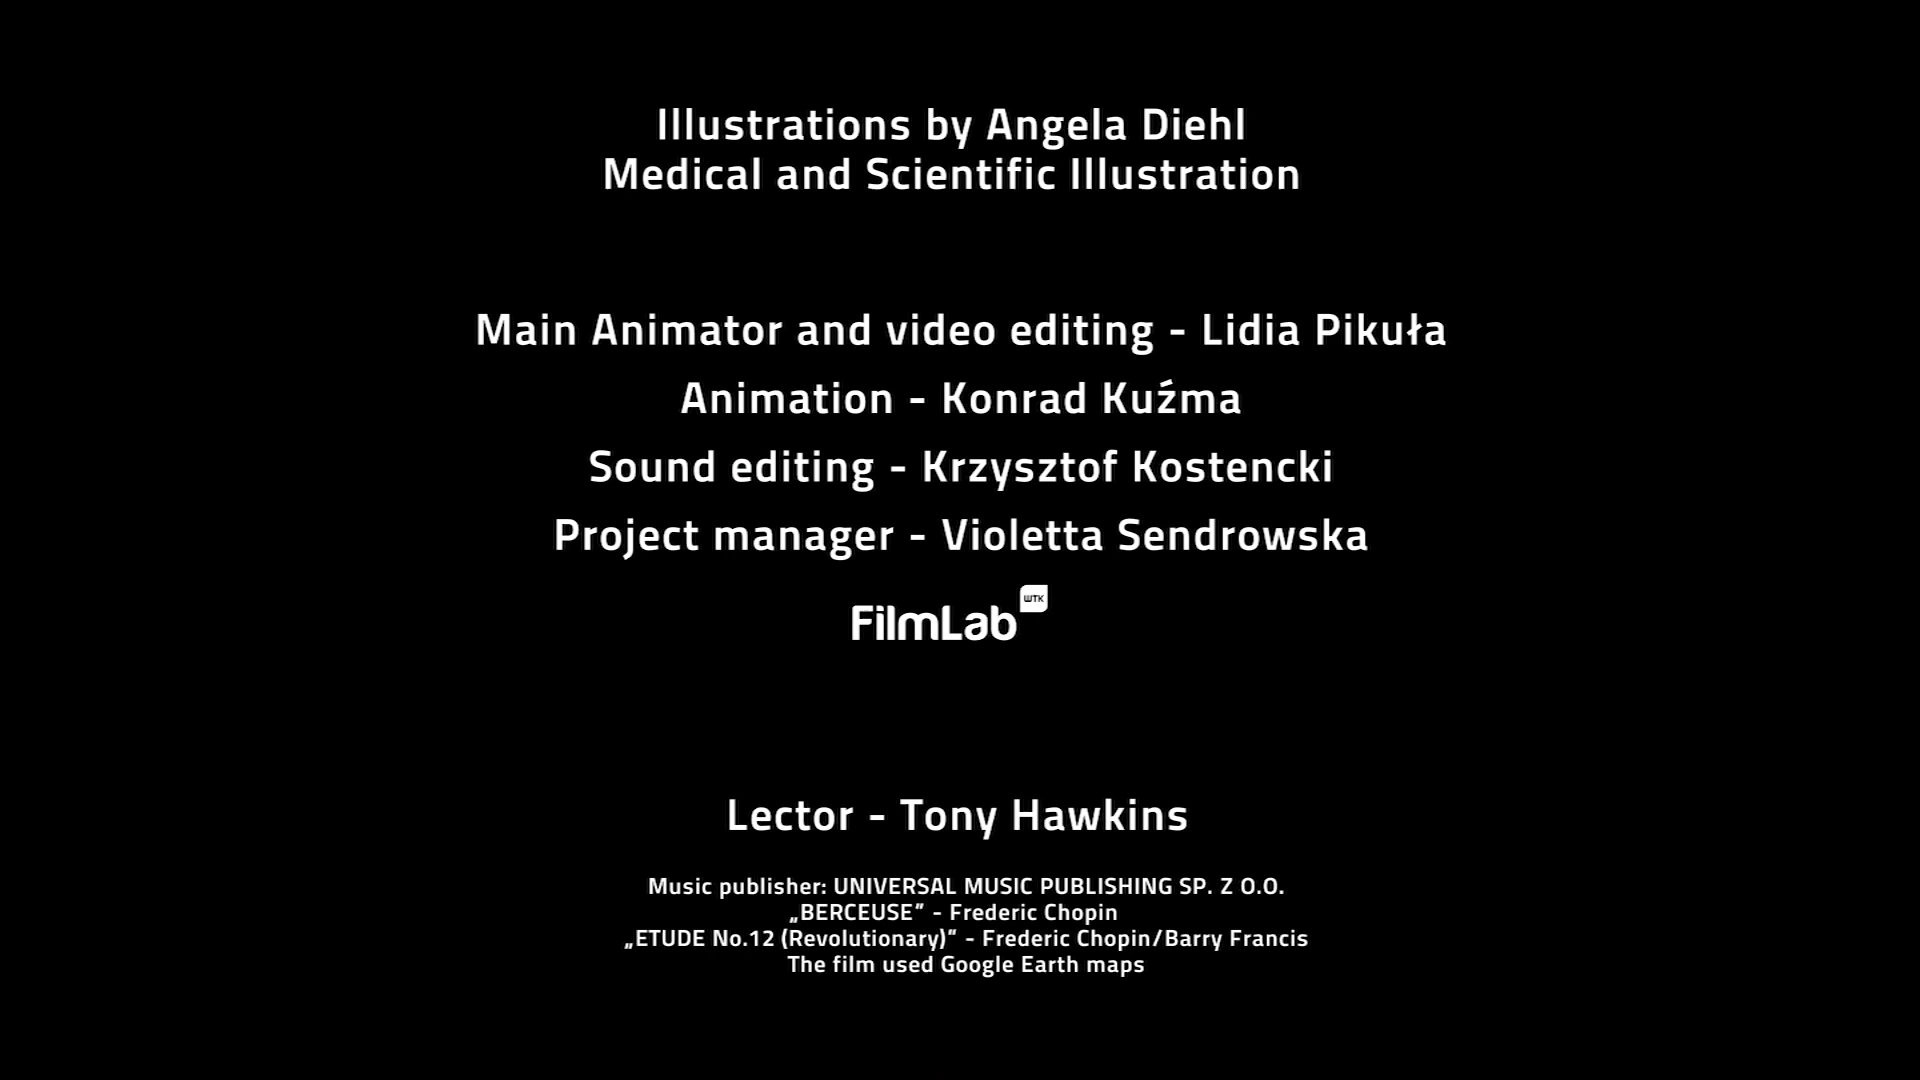 Illustrations by Angela Diehl
Medical and Scientific Illustration
Main Animator and video editing - Lidia Pikuła
Animation - Konrad Kuźma
Sound editing - Krzysztof Kostencki
Project manager - Violetta Sendrowska
WTK
FilmLab
Lector - Tony Hawkins
Music publisher: UNIVERSAL MUSIC PUBLISHING SP. Z O.O.
„BERCEUSE” - Frederic Chopin
„ETUDE No.12 (Revolutionary)” - Frederic Chopin/Barry Francis
The film used Google Earth maps